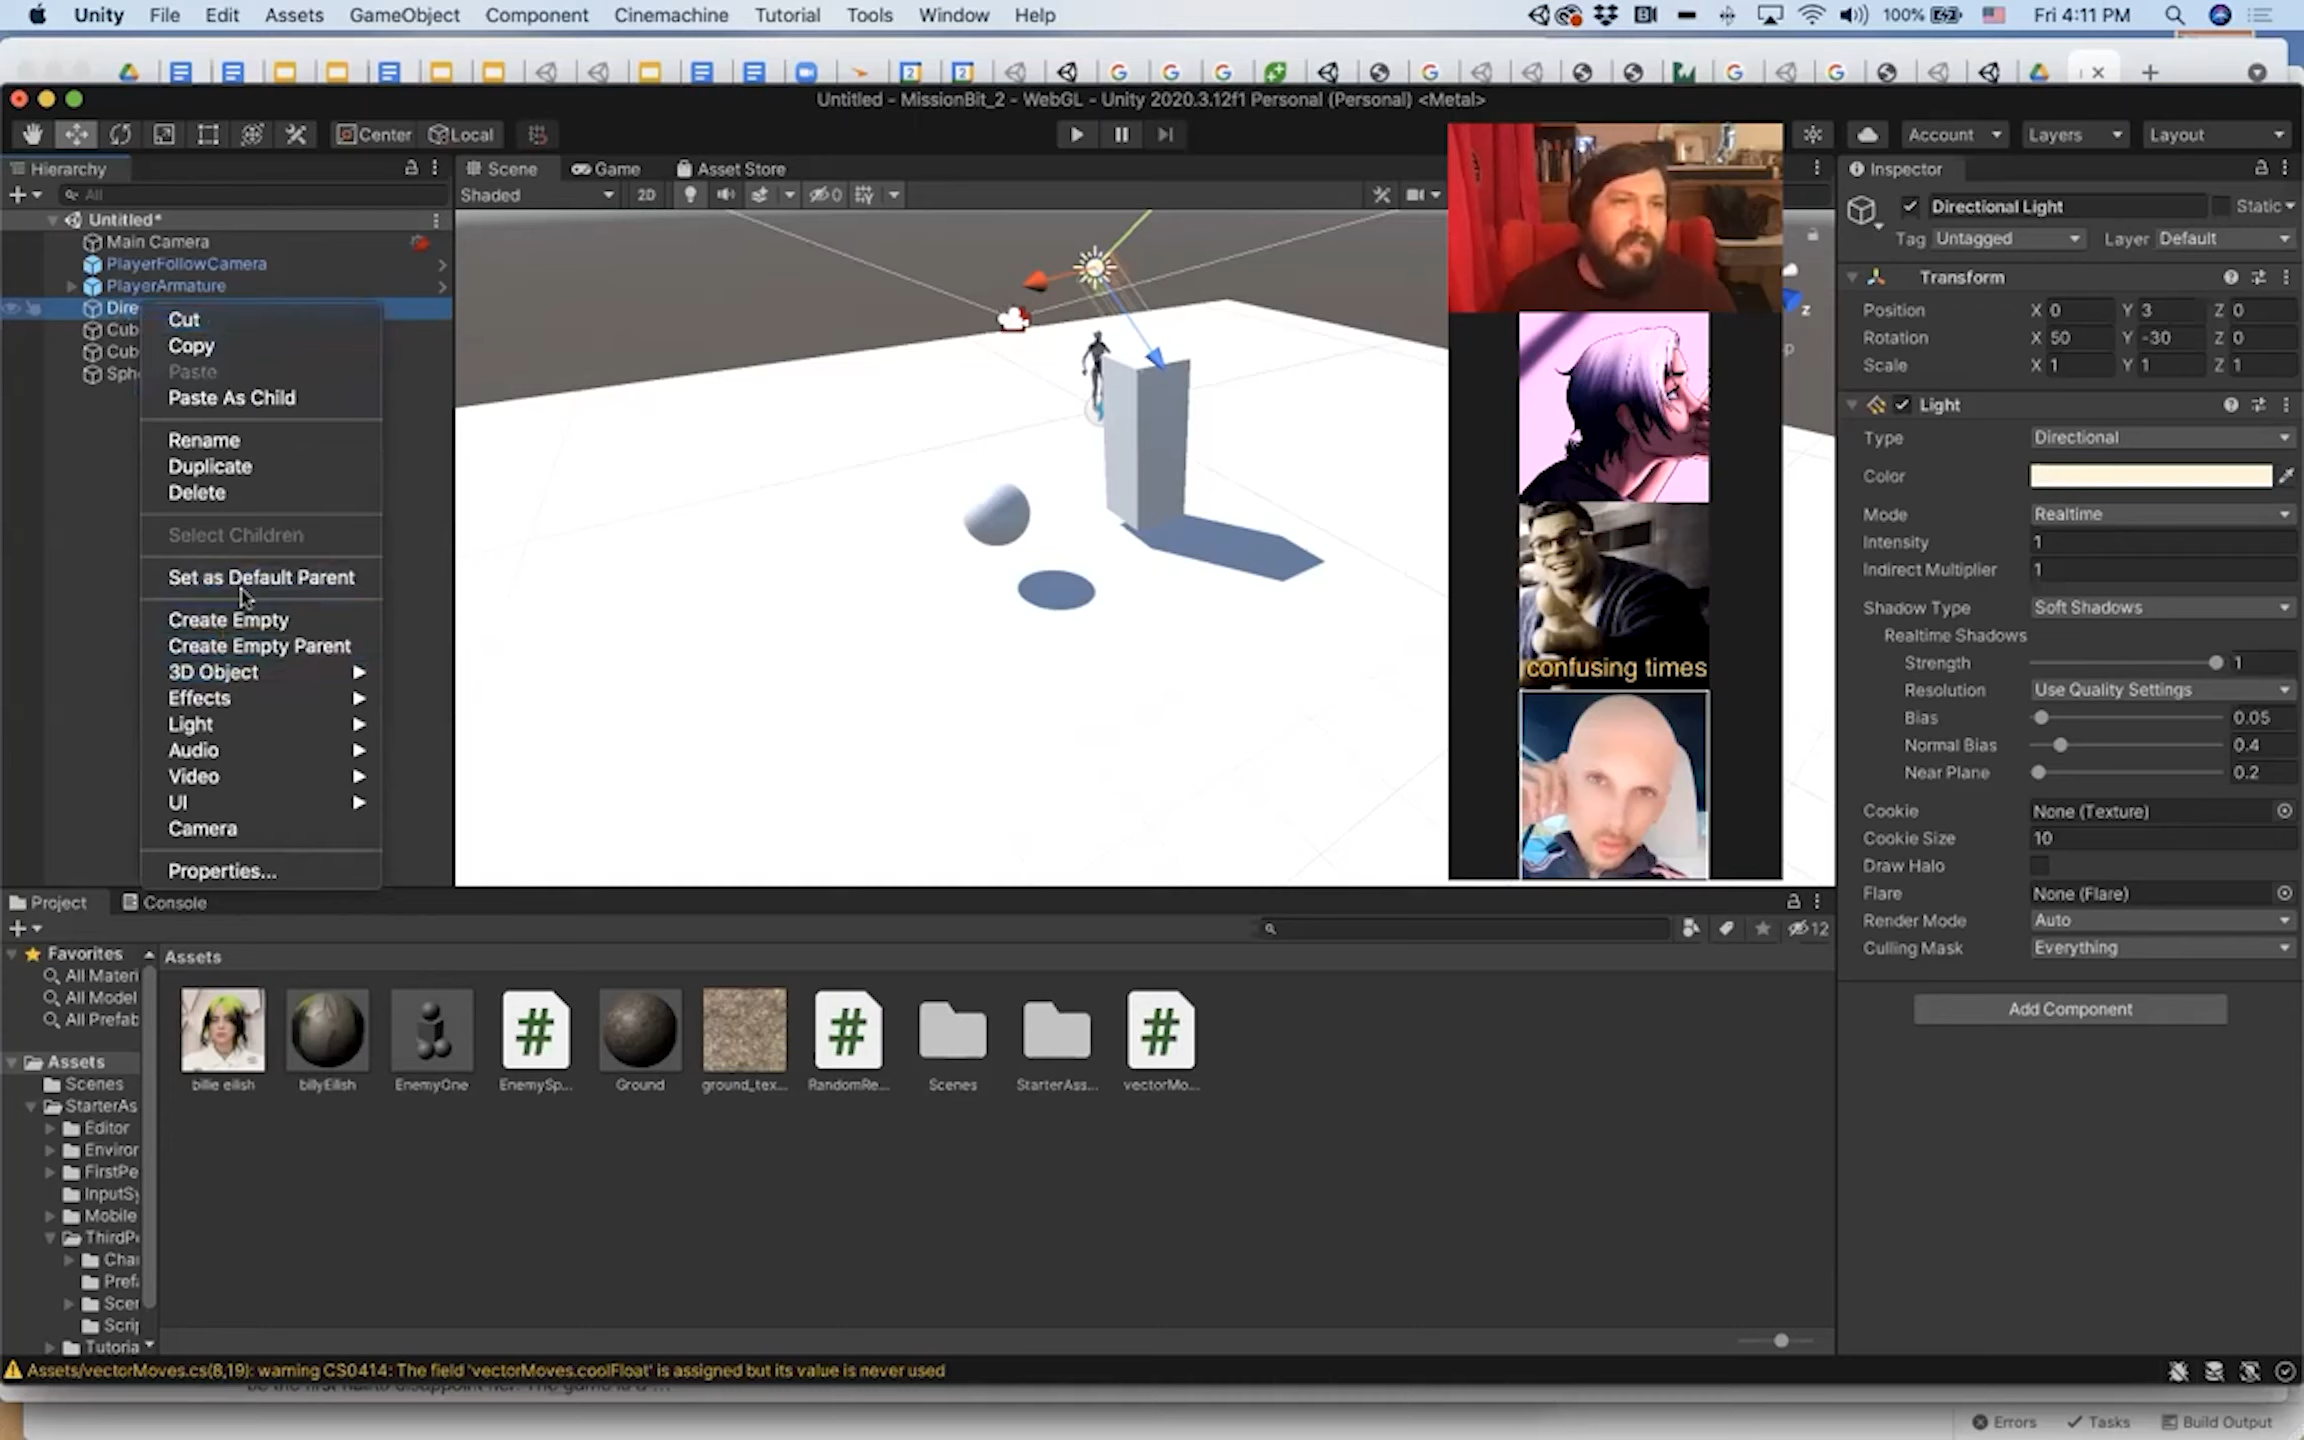 Unity File Edit Assets GameObject Component Cinemachine Tutorial Tools Window Help
100% Fri 4:11 PM
Untitled - MissionBit_2 - WebGL - Unity 2020.3.12f1 Personal (Personal) <Metal>
Center Local
Account Layers Layout
Hierarchy
All
Untitled*
Main Camera
PlayerFollowCamera
PlayerArmature
Dire
Cub
Cub
Sph
Cut
Copy
Paste
Paste As Child
Rename
Duplicate
Delete
Select Children
Set as Default Parent
Create Empty
Create Empty Parent
3D Object
Effects
Light
Audio
Video
UI
Camera
Properties...
Scene Game Asset Store
Shaded 2D 0
z
confusing times
Inspector
Directional Light Static
Tag Untagged Layer Default
Transform
Position X 0 Y 3 Z 0
Rotation X 50 Y -30 Z 0
Scale X 1 Y 1 Z 1
Light
Type Directional
Color
Mode Realtime
Intensity 1
Indirect Multiplier 1
Shadow Type Soft Shadows
Realtime Shadows
Strength 1
Resolution Use Quality Settings
Bias 0.05
Normal Bias 0.4
Near Plane 0.2
Cookie None (Texture)
Cookie Size 10
Draw Halo
Flare None (Flare)
Render Mode Auto
Culling Mask Everything
Add Component
Project Console
12
Favorites
All Materi
All Model
All Prefab
Assets
Scenes
StarterAs
Editor
Enviror
FirstPe
InputSy
Mobile
ThirdP
Cha
Prefa
Scer
Scrip
Tutoria
Assets
billie eilish billyEilish EnemyOne EnemySp... Ground ground_tex... RandomRe... Scenes StarterAss... vectorMo...
Assets/vectorMoves.cs(8,19): warning CS0414: The field 'vectorMoves.coolFloat' is assigned but its value is never used
Errors Tasks Build Output